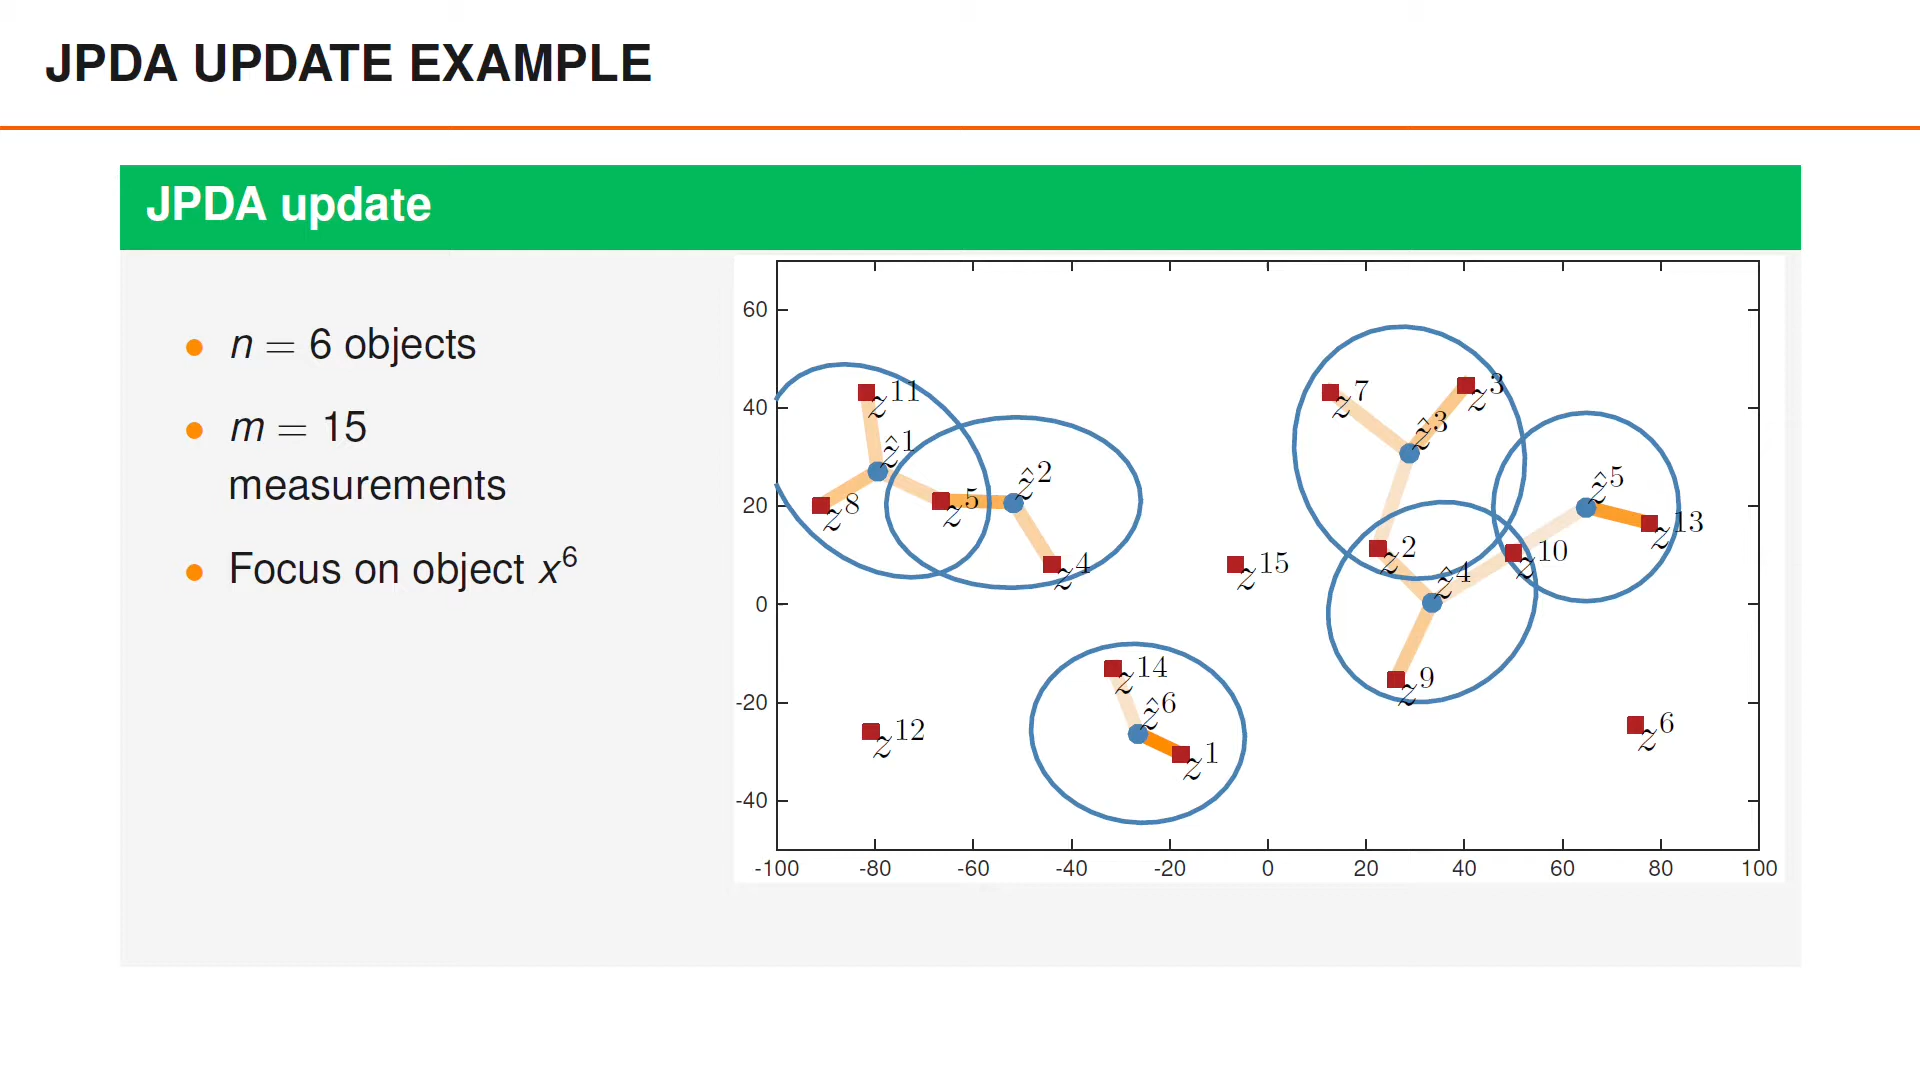 JPDA UPDATE EXAMPLE
JPDA update
• n = 6 objects
• m = 15
measurements
• Focus on object x⁶
60
40
20
0
-20
-40
-100 -80 -60 -40 -20 0 20 40 60 80 100
z¹¹
ẑ¹
z⁸
z⁵
ẑ²
z⁴
z¹⁵
z⁷
z³
ẑ³
z²
ẑ⁴
z¹⁰
ẑ⁵
z¹³
z⁹
z¹⁴
ẑ⁶
z¹
z¹²
z⁶